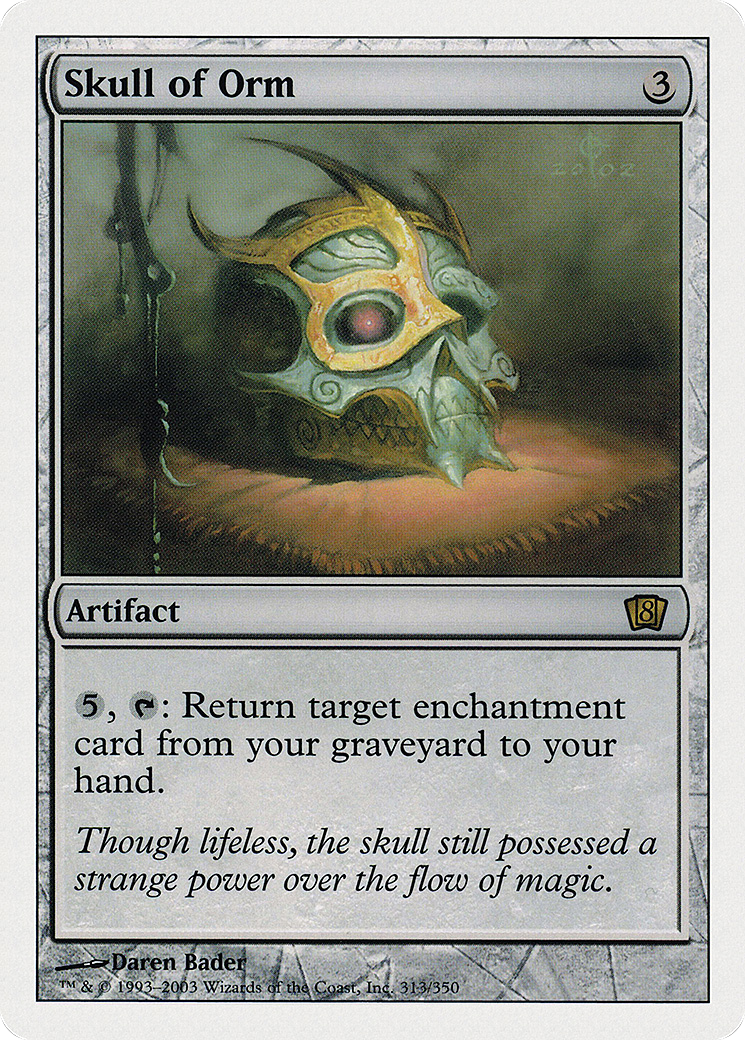 Skull of Orm 3
2002
Artifact 8
5, : Return target enchantment
card from your graveyard to your
hand.
Though lifeless, the skull still possessed a
strange power over the flow of magic.
Daren Bader
™ & © 1993–2003 Wizards of the Coast, Inc. 313/350